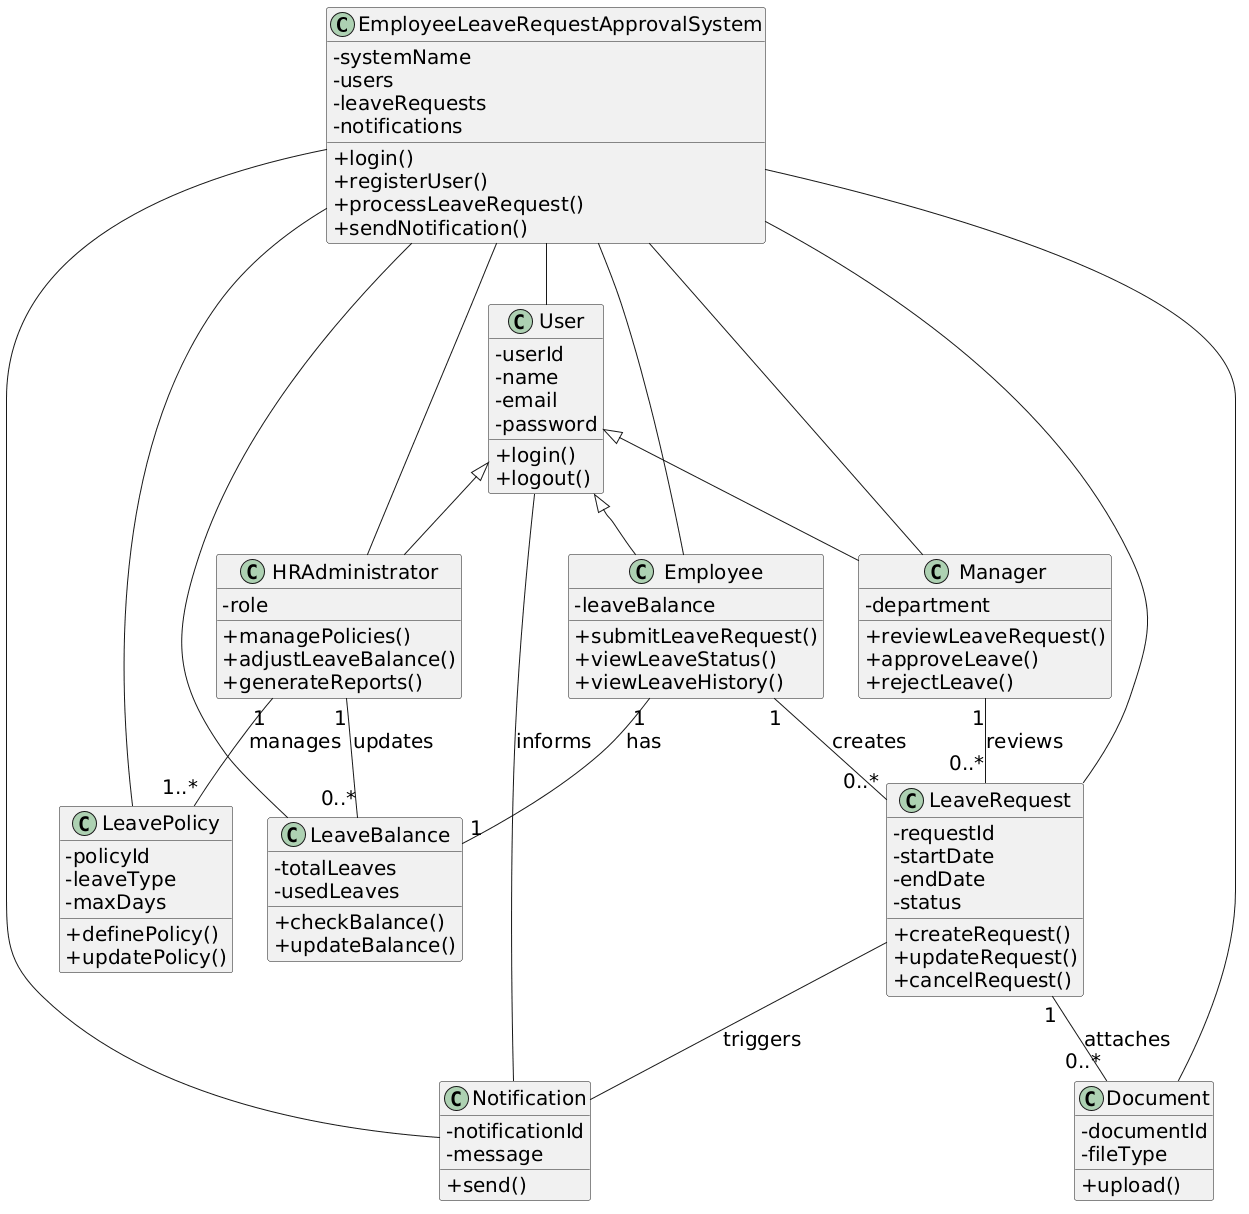 C EmployeeLeaveRequestApprovalSystem
-systemName
-users
-leaveRequests
-notifications
+login()
+registerUser()
+processLeaveRequest()
+sendNotification()
C User
-userId
-name
-email
-password
+login()
+logout()
C HRAdministrator
-role
+managePolicies()
+adjustLeaveBalance()
+generateReports()
C Employee
-leaveBalance
+submitLeaveRequest()
+viewLeaveStatus()
+viewLeaveHistory()
C Manager
-department
+reviewLeaveRequest()
+approveLeave()
+rejectLeave()
1 1 1 1 1
manages updates informs has creates reviews
1..* 0..* 1 0..* 0..*
C LeavePolicy
-policyId
-leaveType
-maxDays
+definePolicy()
+updatePolicy()
C LeaveBalance
-totalLeaves
-usedLeaves
+checkBalance()
+updateBalance()
C LeaveRequest
-requestId
-startDate
-endDate
-status
+createRequest()
+updateRequest()
+cancelRequest()
1
triggers attaches
0..*
C Notification
-notificationId
-message
+send()
C Document
-documentId
-fileType
+upload()